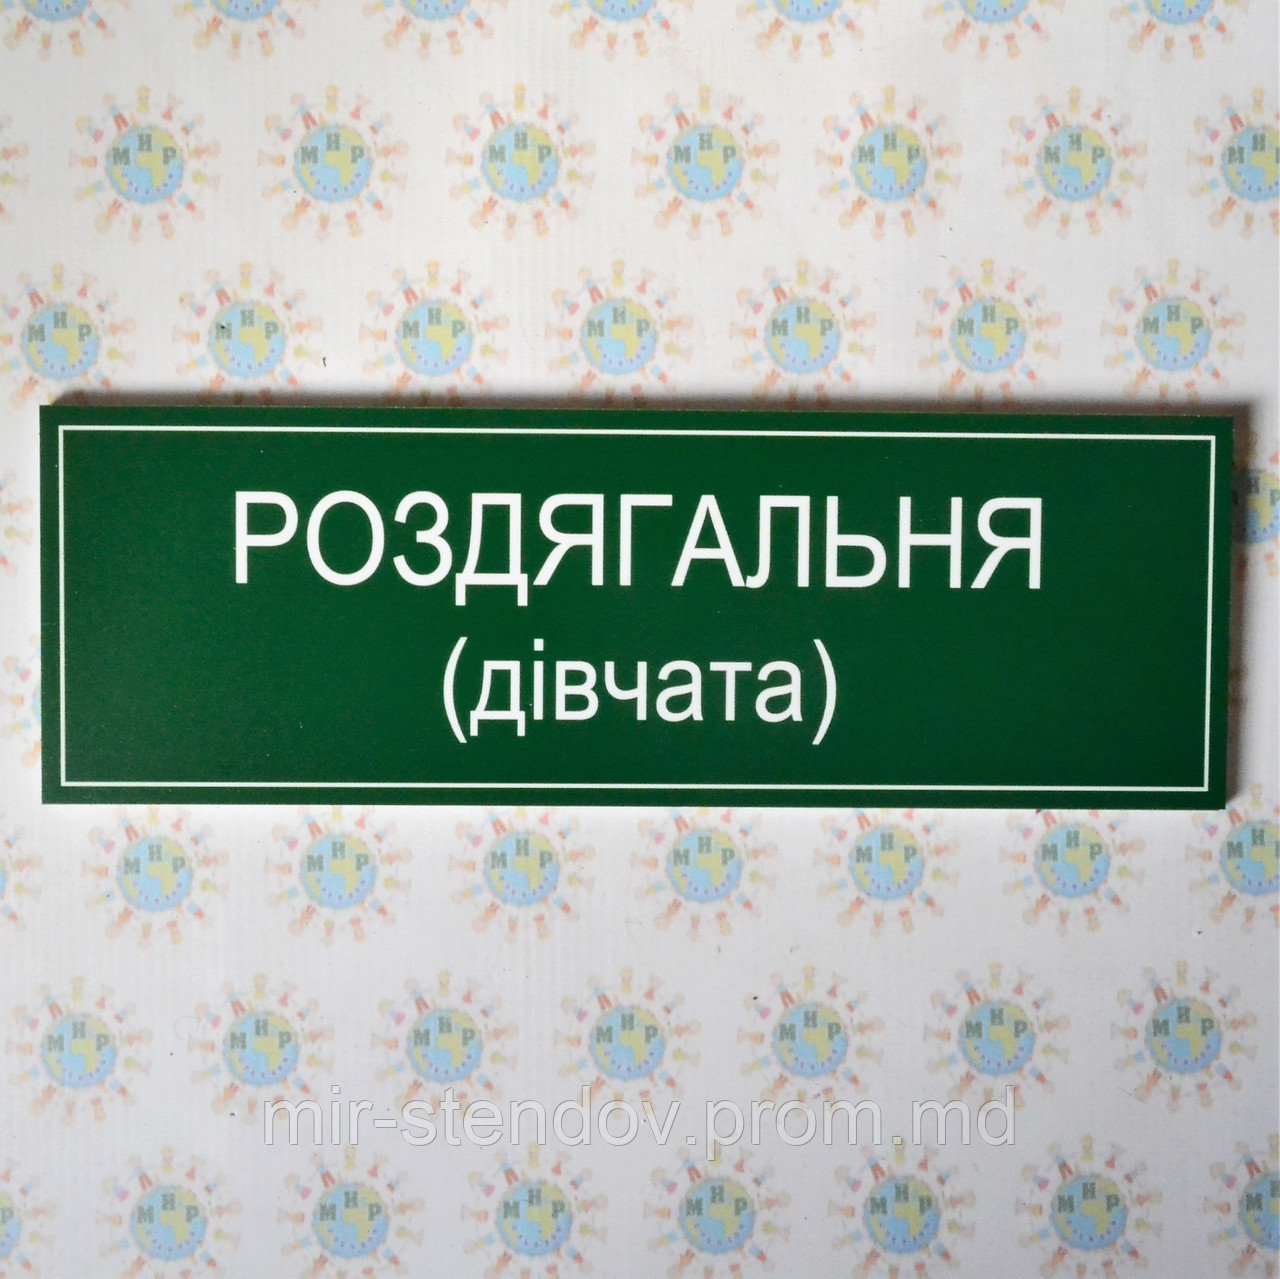 РОЗДЯГАЛЬНЯ
(дівчата)
mir-stendov.prom.md